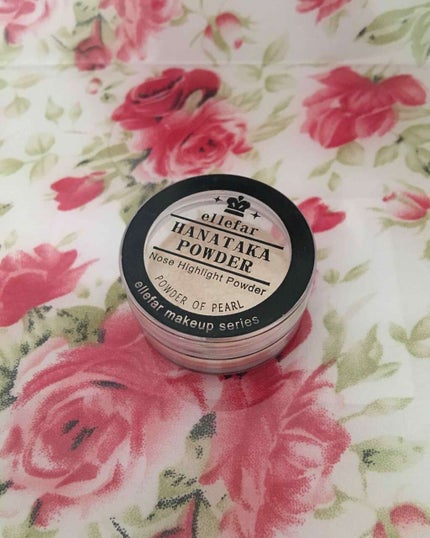 ellefar
HANATAKA
POWDER
Nose Highlight Powder
POWDER OF PEARL
ellefar makeup series